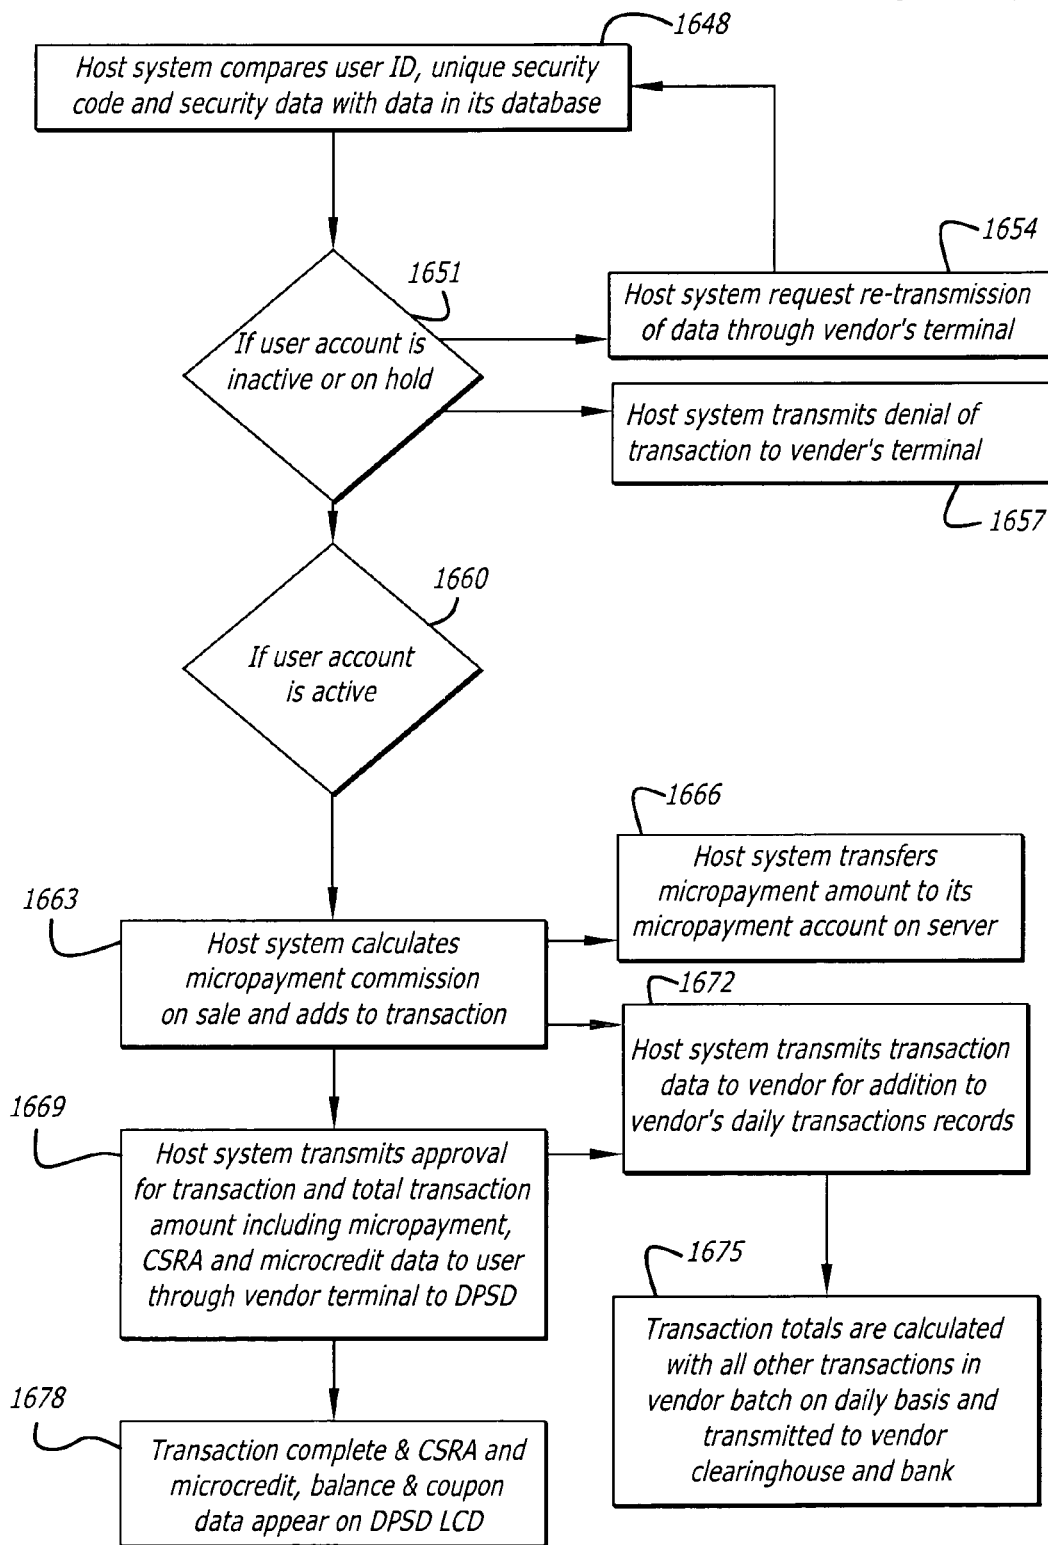 1648
Host system compares user ID, unique security
code and security data with data in its database
1654
1651
Host system request re-transmission
of data through vendor's terminal
If user account is
inactive or on hold
Host system transmits denial of
transaction to vender's terminal
1657
1660
If user account
is active
1666
Host system transfers
micropayment amount to its
micropayment account on server
1663
Host system calculates
micropayment commission
on sale and adds to transaction
1672
Host system transmits transaction
data to vendor for addition to
vendor's daily transactions records
1669
Host system transmits approval
for transaction and total transaction
amount including micropayment,
CSRA and microcredit data to user
through vendor terminal to DPSD
1675
Transaction totals are calculated
with all other transactions in
vendor batch on daily basis and
transmitted to vendor
clearinghouse and bank
1678
Transaction complete & CSRA and
microcredit, balance & coupon
data appear on DPSD LCD